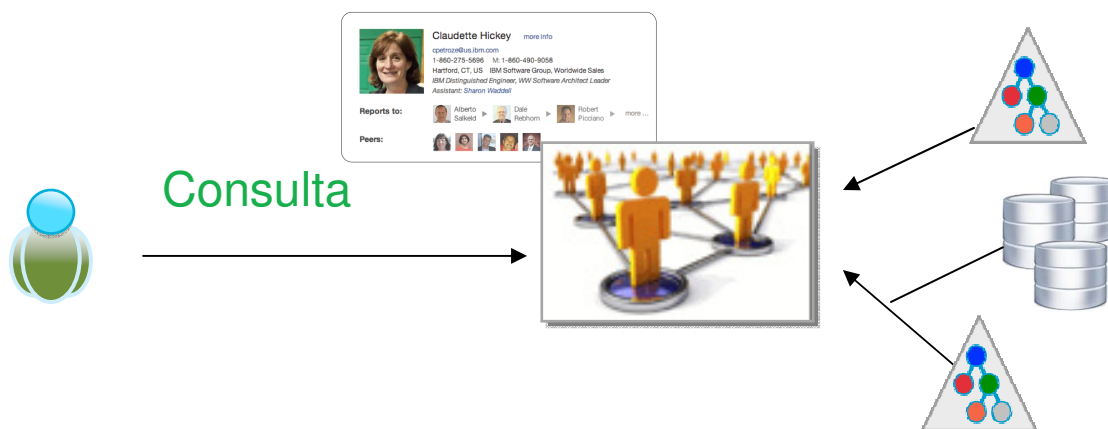 Claudette Hickey more info
cpetroze@us.ibm.com
1-860-275-5696 M: 1-860-490-9058
Hartford, CT, US IBM Software Group, Worldwide Sales
IBM Distinguished Engineer, WW Software Architect Leader
Assistant: Sharon Waddell
Reports to: Alberto Salkeld Dale Rebhorn Robert Picciano more ...
Peers:
Consulta